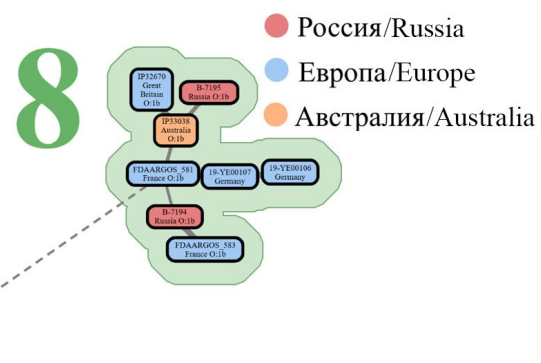 8
Россия/Russia
Европа/Europe
Австралия/Australia
IP32670
Great
Britain
O:1b
B-7195
Russia O:1b
IP33038
Australia
O:1b
FDAARGOS_581
France O:1b
19-YE00107
Germany
19-YE00106
Germany
B-7194
Russia O:1b
FDAARGOS_583
France O:1b